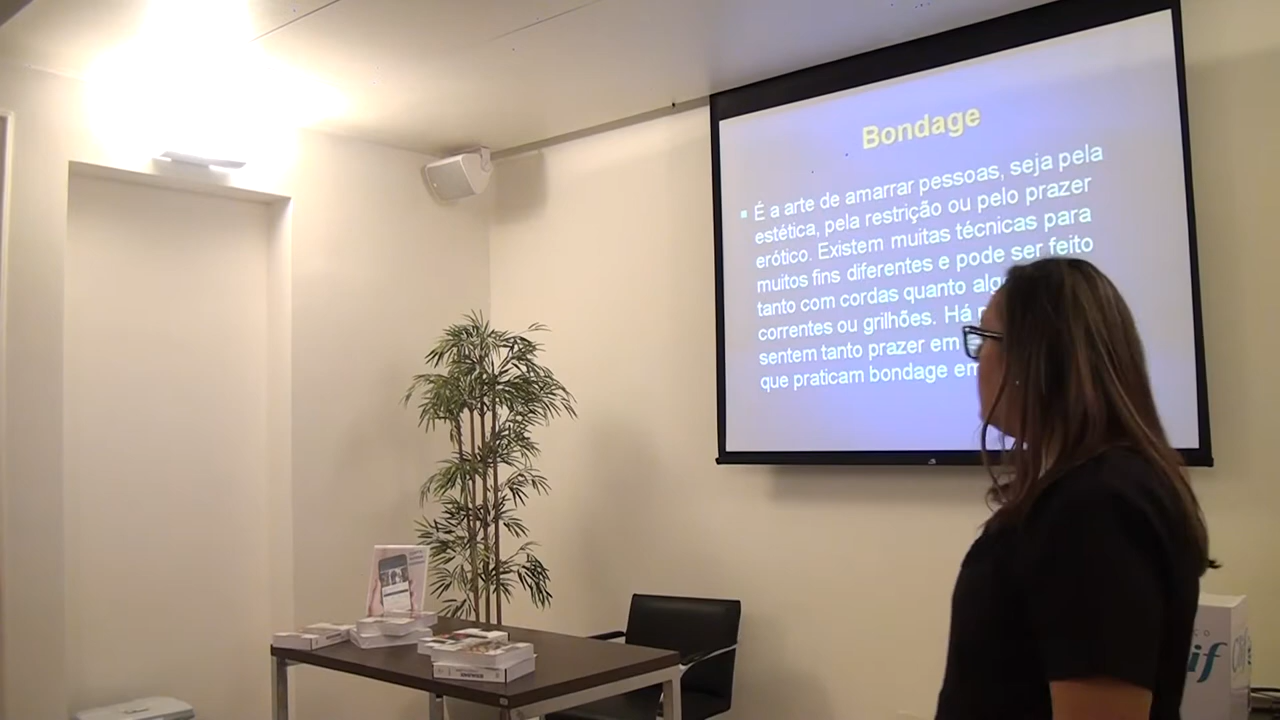 Bondage
É a arte de amarrar pessoas, seja pela
estética, pela restrição ou pelo prazer
erótico. Existem muitas técnicas para
muitos fins diferentes e pode ser feito
tanto com cordas quanto
correntes ou grilhões. Há
sentem tanto prazer em
que praticam bondage em